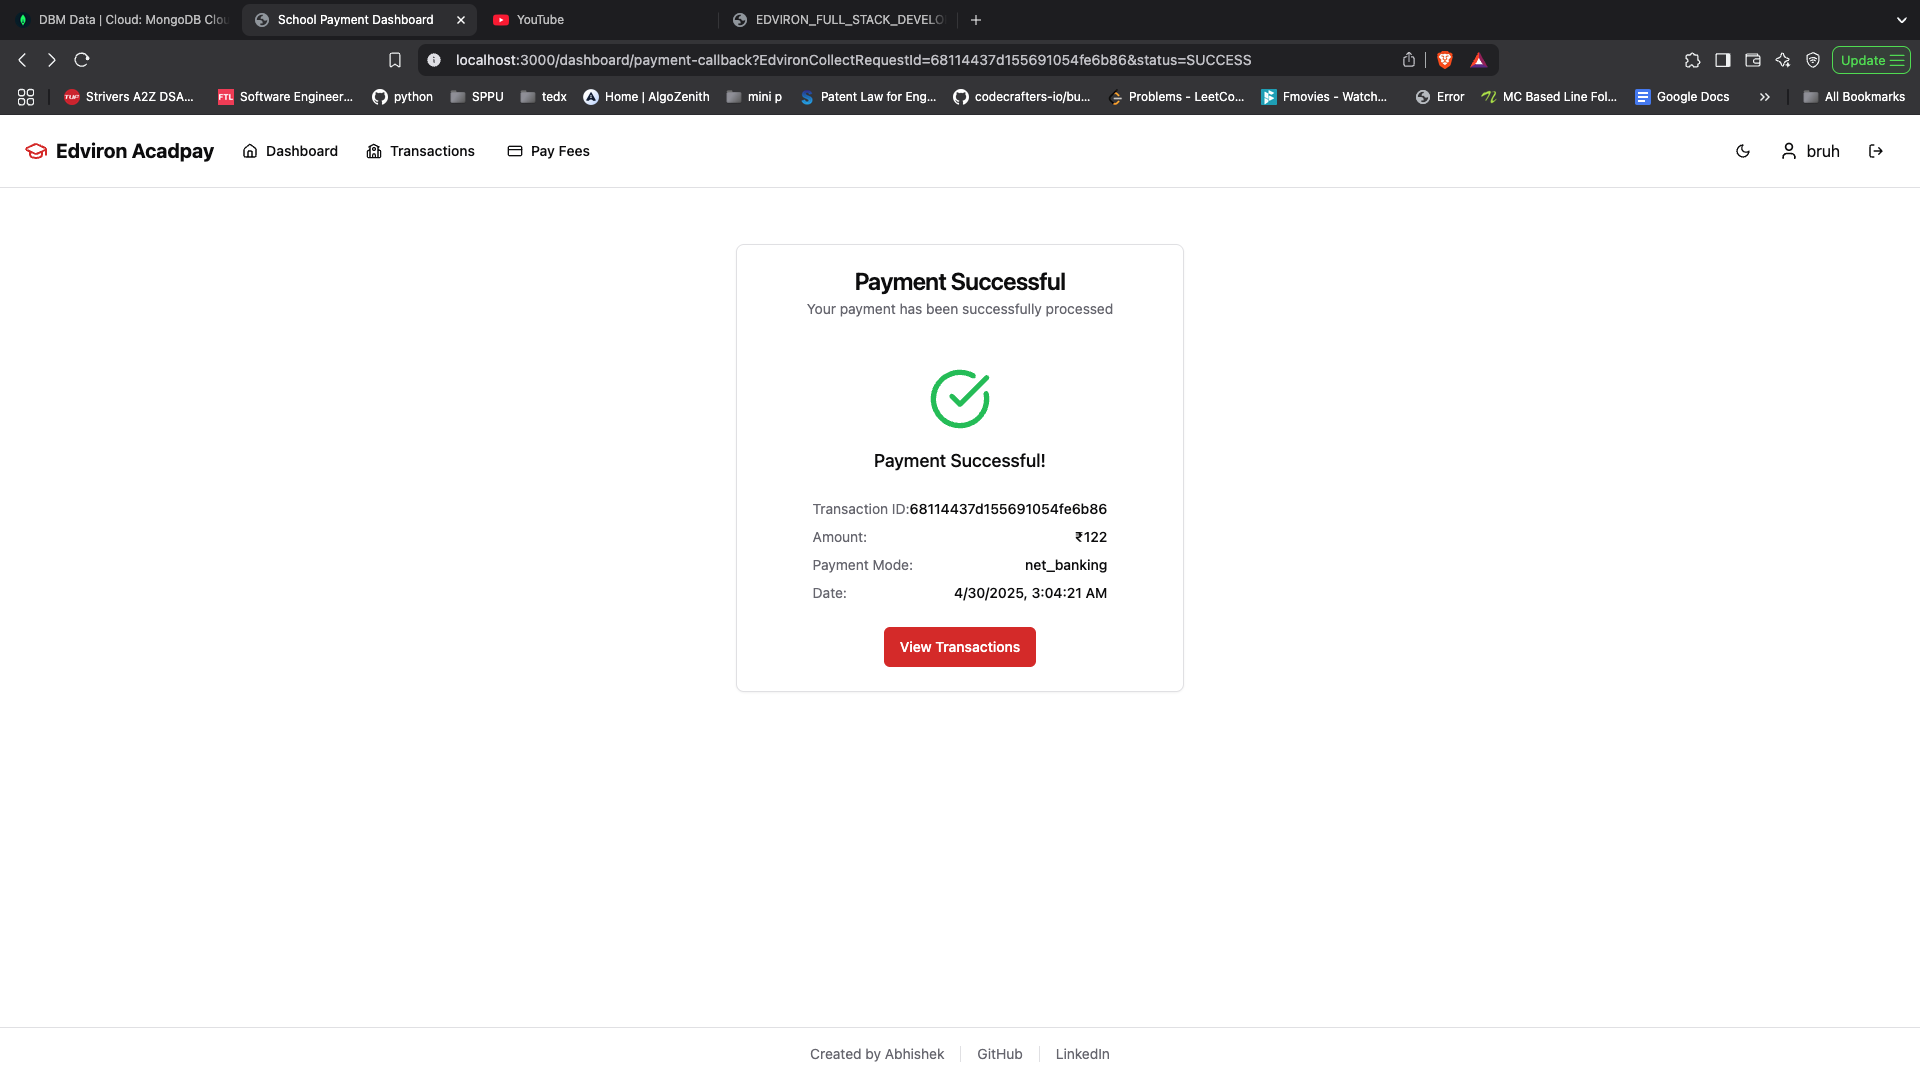 DBM Data | Cloud: MongoDB Clou
School Payment Dashboard
YouTube
EDVIRON_FULL_STACK_DEVELO
localhost:3000/dashboard/payment-callback?EdvironCollectRequestId=68114437d155691054fe6b86&status=SUCCESS
Update
TUF Strivers A2Z DSA...
FTL Software Engineer...
python
SPPU
tedx
Home | AlgoZenith
mini p
Patent Law for Eng...
codecrafters-io/bu...
Problems - LeetCo...
Fmovies - Watch...
Error
MC Based Line Fol...
Google Docs
All Bookmarks
Edviron Acadpay
Dashboard
Transactions
Pay Fees
bruh
Payment Successful
Your payment has been successfully processed
Payment Successful!
Transaction ID:68114437d155691054fe6b86
Amount: ₹122
Payment Mode: net_banking
Date: 4/30/2025, 3:04:21 AM
View Transactions
Created by Abhishek
GitHub
LinkedIn